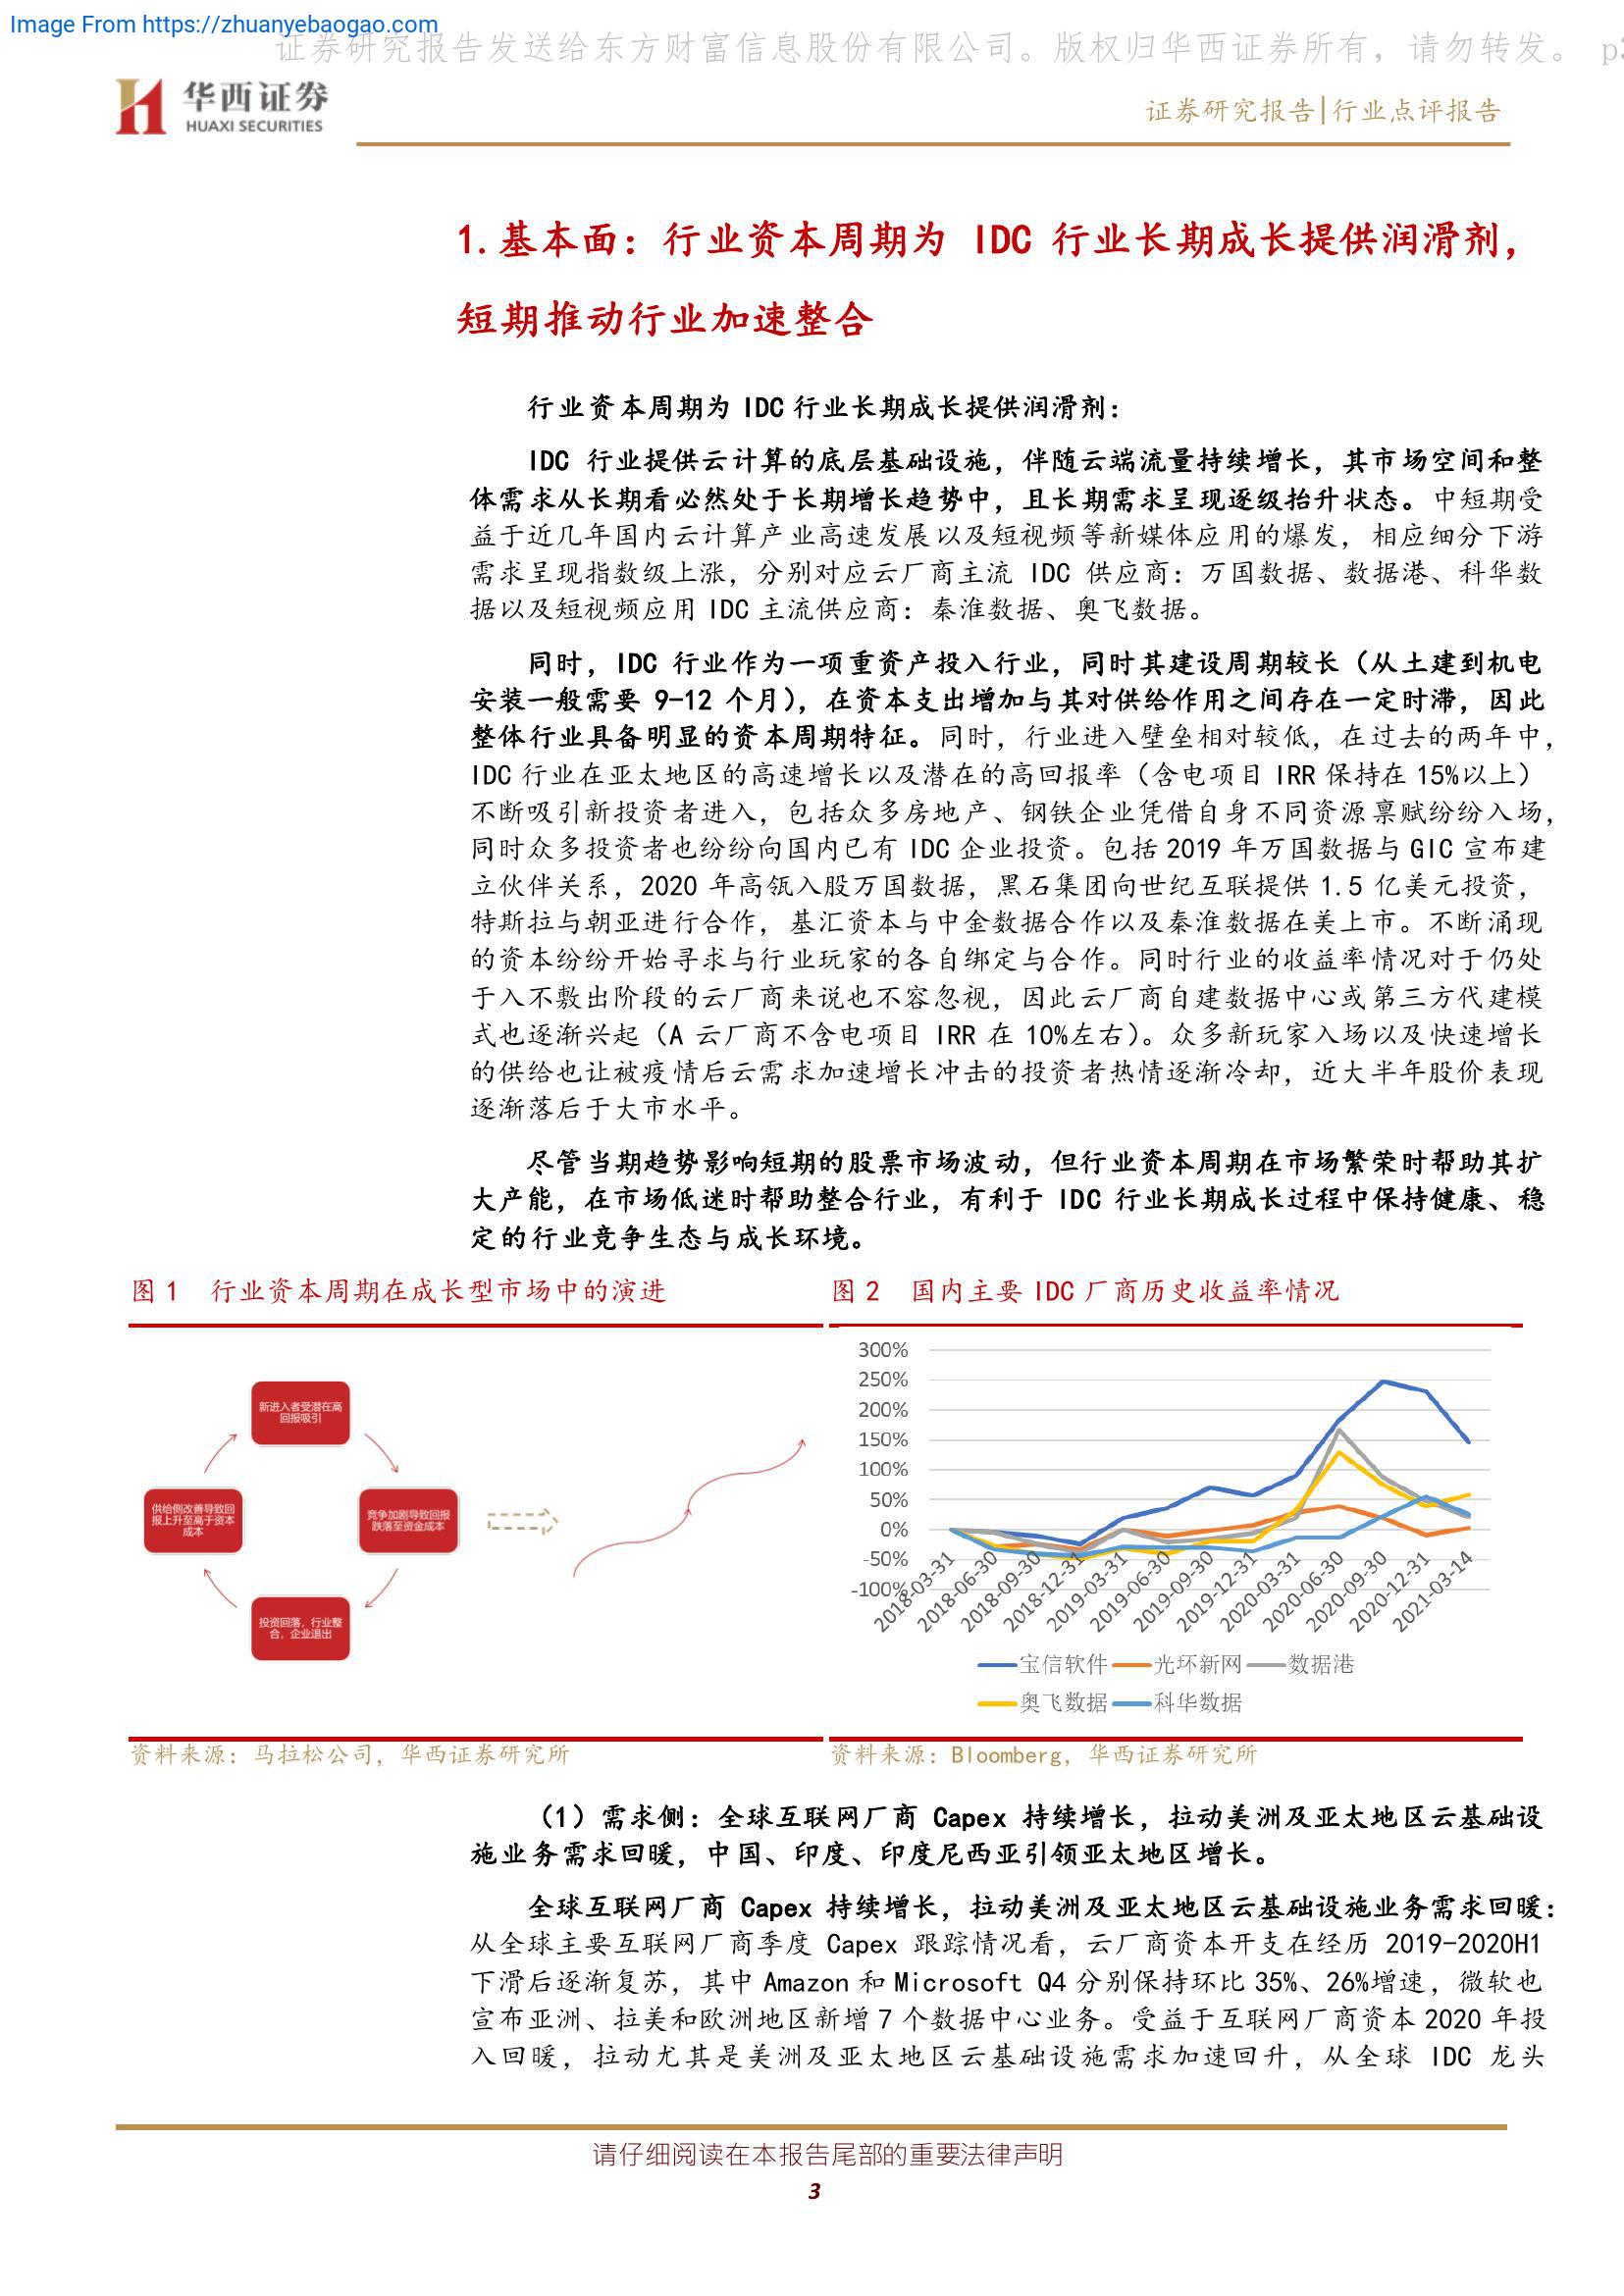 Image From https://zhuanyebaogao.com
证券研究报告发送给东方财富信息股份有限公司。版权归华西证券所有，请勿转发。 p3
华西证券
HUAXI SECURITIES
证券研究报告|行业点评报告
1.基本面：行业资本周期为 IDC 行业长期成长提供润滑剂，
短期推动行业加速整合
行业资本周期为 IDC 行业长期成长提供润滑剂：
IDC 行业提供云计算的底层基础设施，伴随云端流量持续增长，其市场空间和整
体需求从长期看必然处于长期增长趋势中，且长期需求呈现逐级抬升状态。中短期受
益于近几年国内云计算产业高速发展以及短视频等新媒体应用的爆发，相应细分下游
需求呈现指数级上涨，分别对应云厂商主流 IDC 供应商：万国数据、数据港、科华数
据以及短视频应用 IDC 主流供应商：秦淮数据、奥飞数据。
同时，IDC 行业作为一项重资产投入行业，同时其建设周期较长（从土建到机电
安装一般需要 9-12 个月），在资本支出增加与其对供给作用之间存在一定时滞，因此
整体行业具备明显的资本周期特征。同时，行业进入壁垒相对较低，在过去的两年中，
IDC 行业在亚太地区的高速增长以及潜在的高回报率（含电项目 IRR 保持在 15%以上）
不断吸引新投资者进入，包括众多房地产、钢铁企业凭借自身不同资源禀赋纷纷入场，
同时众多投资者也纷纷向国内已有 IDC 企业投资。包括 2019 年万国数据与 GIC 宣布建
立伙伴关系，2020 年高瓴入股万国数据，黑石集团向世纪互联提供 1.5 亿美元投资，
特斯拉与朝亚进行合作，基汇资本与中金数据合作以及秦淮数据在美上市。不断涌现
的资本纷纷开始寻求与行业玩家的各自绑定与合作。同时行业的收益率情况对于仍处
于入不敷出阶段的云厂商来说也不容忽视，因此云厂商自建数据中心或第三方代建模
式也逐渐兴起（A 云厂商不含电项目 IRR 在 10%左右）。众多新玩家入场以及快速增长
的供给也让被疫情后云需求加速增长冲击的投资者热情逐渐冷却，近大半年股价表现
逐渐落后于大市水平。
尽管当期趋势影响短期的股票市场波动，但行业资本周期在市场繁荣时帮助其扩
大产能，在市场低迷时帮助整合行业，有利于 IDC 行业长期成长过程中保持健康、稳
定的行业竞争生态与成长环境。
图 1 行业资本周期在成长型市场中的演进
新进入者受潜在高
回报吸引
供给侧改善导致回
报上升至高于资本
成本
竞争加剧导致回报
跌落至资金成本
投资回落，行业整
合，企业退出
资料来源：马拉松公司，华西证券研究所
图 2 国内主要 IDC 厂商历史收益率情况
300%
250%
200%
150%
100%
50%
0%
-50%
-100%
2018-03-31
2018-06-30
2018-09-30
2018-12-31
2019-03-31
2019-06-30
2019-09-30
2019-12-31
2020-03-31
2020-06-30
2020-09-30
2020-12-31
2021-03-14
宝信软件 光环新网 数据港
奥飞数据 科华数据
资料来源：Bloomberg，华西证券研究所
（1）需求侧：全球互联网厂商 Capex 持续增长，拉动美洲及亚太地区云基础设
施业务需求回暖，中国、印度、印度尼西亚引领亚太地区增长。
全球互联网厂商 Capex 持续增长，拉动美洲及亚太地区云基础设施业务需求回暖：
从全球主要互联网厂商季度 Capex 跟踪情况看，云厂商资本开支在经历 2019-2020H1
下滑后逐渐复苏，其中 Amazon 和 Microsoft Q4 分别保持环比 35%、26%增速，微软也
宣布亚洲、拉美和欧洲地区新增 7 个数据中心业务。受益于互联网厂商资本 2020 年投
入回暖，拉动尤其是美洲及亚太地区云基础设施需求加速回升，从全球 IDC 龙头
请仔细阅读在本报告尾部的重要法律声明
3